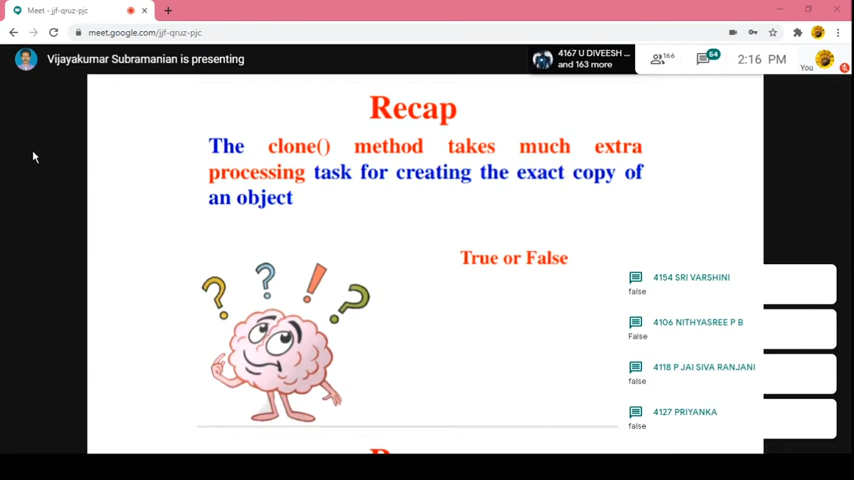 Meet - jjf-qruz-pjc
meet.google.com/jjf-qruz-pjc
Vijayakumar Subramanian is presenting
4167 U DIVEESH ...
and 163 more
166
64
2:16 PM
You
Recap
The clone() method takes much extra
processing task for creating the exact copy of
an object
True or False
4154 SRI VARSHINI
false
4106 NITHYASREE P B
False
4118 P JAI SIVA RANJANI
false
4127 PRIYANKA
false